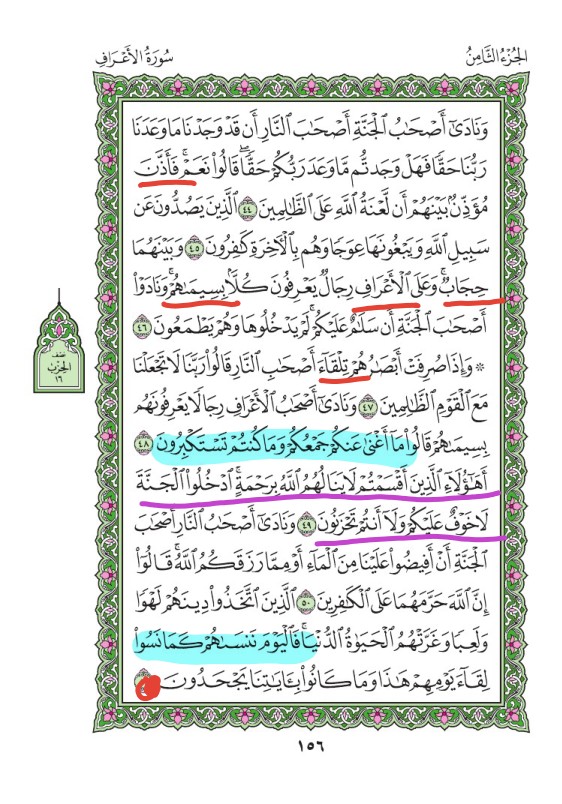 الجُزْءُ الثَّامِنُ
سُورَةُ الأَعْرَافِ
وَنَادَىٰٓ أَصْحَٰبُ ٱلْجَنَّةِ أَصْحَٰبَ ٱلنَّارِ أَن قَدْ وَجَدْنَا مَا وَعَدَنَا
رَبُّنَا حَقًّا فَهَلْ وَجَدتُّم مَّا وَعَدَ رَبُّكُمْ حَقًّا ۖ قَالُوا۟ نَعَمْ ۚ فَأَذَّنَ
مُؤَذِّنٌۢ بَيْنَهُمْ أَن لَّعْنَةُ ٱللَّهِ عَلَى ٱلظَّٰلِمِينَ ٤٤ ٱلَّذِينَ يَصُدُّونَ عَن
سَبِيلِ ٱللَّهِ وَيَبْغُونَهَا عِوَجًا وَهُم بِٱلْءَاخِرَةِ كَٰفِرُونَ ٤٥ وَبَيْنَهُمَا
حِجَابٌ ۚ وَعَلَى ٱلْأَعْرَافِ رِجَالٌ يَعْرِفُونَ كُلًّۢا بِسِيمَىٰهُمْ ۚ وَنَادَوْا۟
أَصْحَٰبَ ٱلْجَنَّةِ أَن سَلَٰمٌ عَلَيْكُمْ ۚ لَمْ يَدْخُلُوهَا وَهُمْ يَطْمَعُونَ ٤٦
۞ وَإِذَا صُرِفَتْ أَبْصَٰرُهُمْ تِلْقَآءَ أَصْحَٰبِ ٱلنَّارِ قَالُوا۟ رَبَّنَا لَا تَجْعَلْنَا
مَعَ ٱلْقَوْمِ ٱلظَّٰلِمِينَ ٤٧ وَنَادَىٰٓ أَصْحَٰبُ ٱلْأَعْرَافِ رِجَالًا يَعْرِفُونَهُم
بِسِيمَىٰهُمْ قَالُوا۟ مَآ أَغْنَىٰ عَنكُمْ جَمْعُكُمْ وَمَا كُنتُمْ تَسْتَكْبِرُونَ ٤٨
أَهَٰٓؤُلَآءِ ٱلَّذِينَ أَقْسَمْتُمْ لَا يَنَالُهُمُ ٱللَّهُ بِرَحْمَةٍ ۚ ٱدْخُلُوا۟ ٱلْجَنَّةَ
لَا خَوْفٌ عَلَيْكُمْ وَلَآ أَنتُمْ تَحْزَنُونَ ٤٩ وَنَادَىٰٓ أَصْحَٰبُ ٱلنَّارِ أَصْحَٰبَ
ٱلْجَنَّةِ أَنْ أَفِيضُوا۟ عَلَيْنَا مِنَ ٱلْمَآءِ أَوْ مِمَّا رَزَقَكُمُ ٱللَّهُ ۚ قَالُوٓا۟
إِنَّ ٱللَّهَ حَرَّمَهُمَا عَلَى ٱلْكَٰفِرِينَ ٥٠ ٱلَّذِينَ ٱتَّخَذُوا۟ دِينَهُمْ لَهْوًا
وَلَعِبًا وَغَرَّتْهُمُ ٱلْحَيَوٰةُ ٱلدُّنْيَا ۚ فَٱلْيَوْمَ نَنسَىٰهُمْ كَمَا نَسُوا۟
لِقَآءَ يَوْمِهِمْ هَٰذَا وَمَا كَانُوا۟ بِـَٔايَٰتِنَا يَجْحَدُونَ
نصف
الحزب
١٦
١٥٦